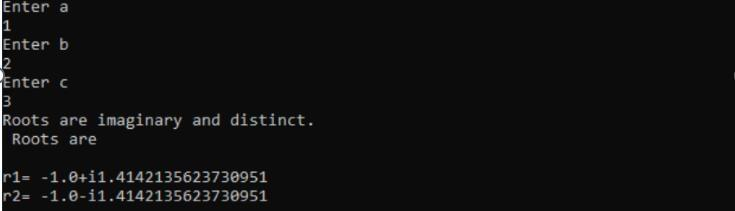 Enter a
1
Enter b
2
Enter c
3
Roots are imaginary and distinct.
Roots are
r1= -1.0+i1.4142135623730951
r2= -1.0-i1.4142135623730951